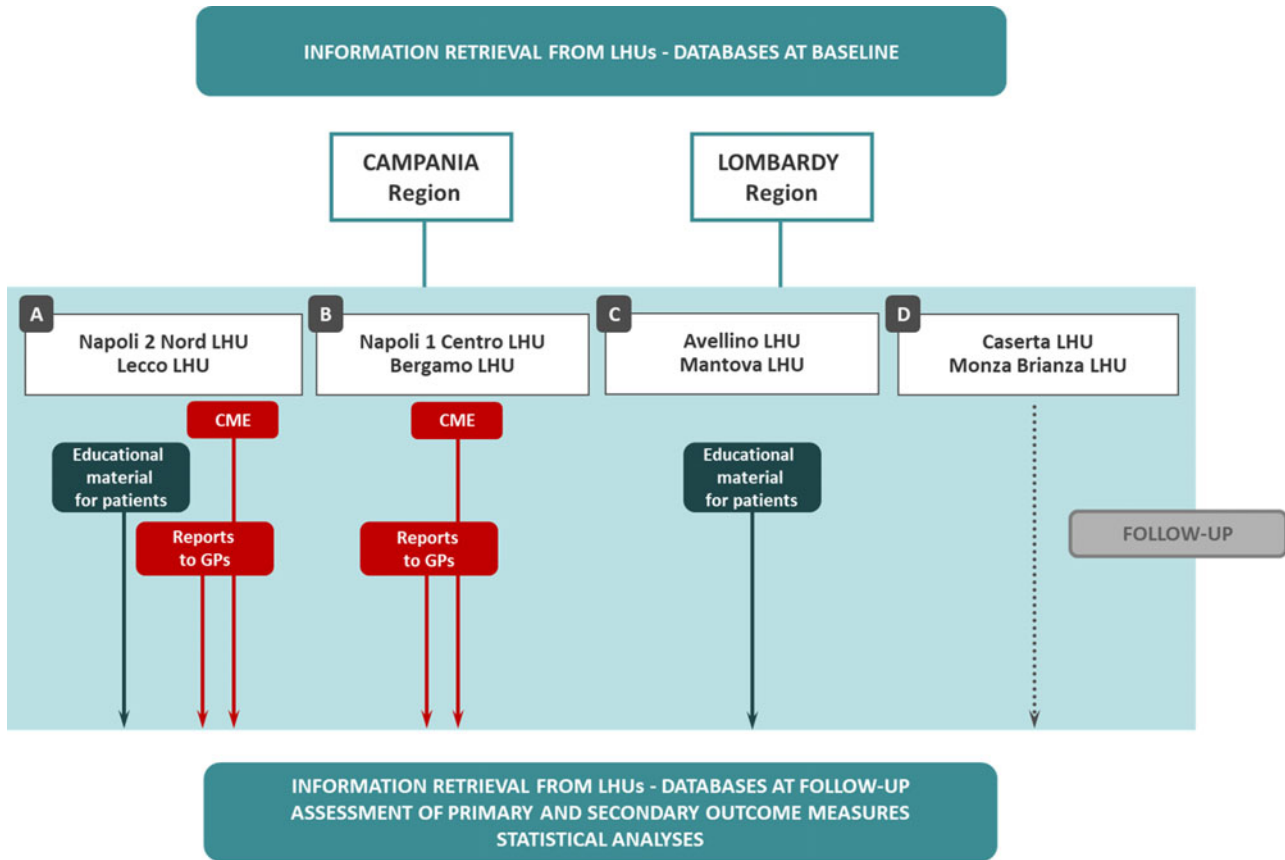 INFORMATION RETRIEVAL FROM LHUs - DATABASES AT BASELINE
CAMPANIA
Region
LOMBARDY
Region
A
Napoli 2 Nord LHU
Lecco LHU
B
Napoli 1 Centro LHU
Bergamo LHU
C
Avellino LHU
Mantova LHU
D
Caserta LHU
Monza Brianza LHU
CME
Educational
material
for patients
Reports
to GPs
CME
Reports
to GPs
Educational
material
for patients
FOLLOW-UP
INFORMATION RETRIEVAL FROM LHUs - DATABASES AT FOLLOW-UP
ASSESSMENT OF PRIMARY AND SECONDARY OUTCOME MEASURES
STATISTICAL ANALYSES